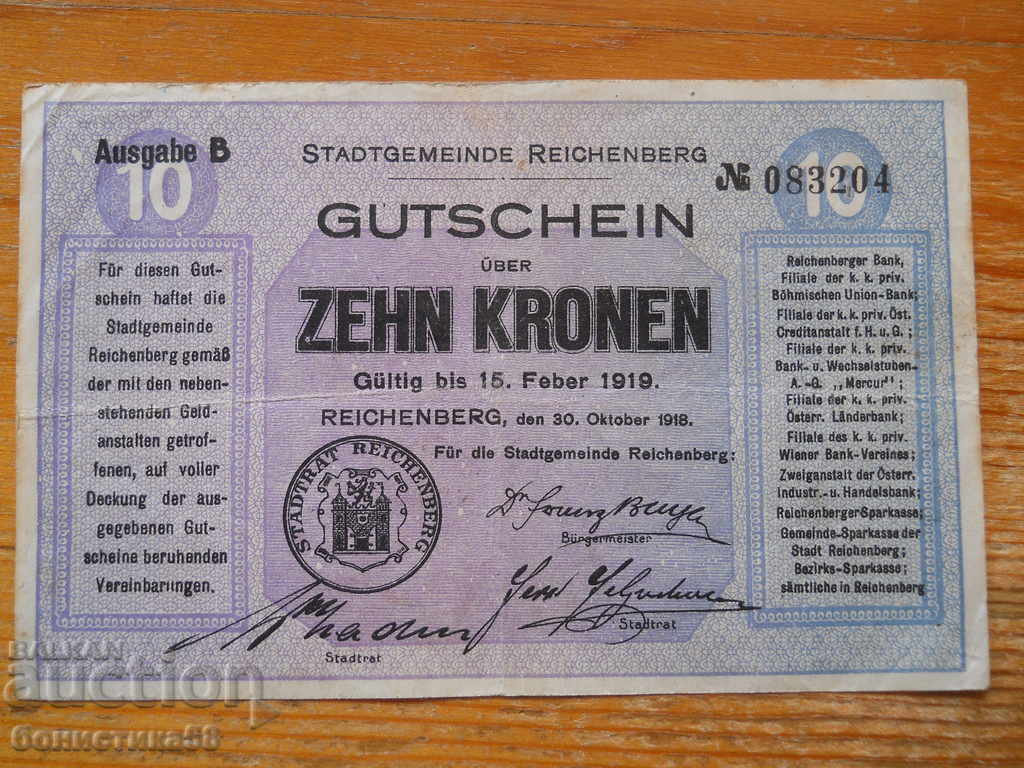 Ausgabe B
10
STADTGEMEINDE REICHENBERG
10
№ 083204
GUTSCHEIN
ÜBER
ZEHN KRONEN
Gültig bis 15. Feber 1919.
REICHENBERG, den 30. Oktober 1918.
Für die Stadtgemeinde Reichenberg:
Für diesen Gut-
schein haftet die
Stadtgemeinde
Reichenberg gemäß
der mit den neben-
stehenden Geld-
anstalten getrof-
fenen, auf voller
Deckung der aus-
gegebenen Gut-
scheine beruhenden
Vereinbarungen.
Reichenberger Bank,
Filiale der k. k. priv.
Böhmischen Union-Bank;
Filiale der k. k. priv. Öst.
Creditanstalt f. H. u. G. ;
Filiale der k. k. priv.
Bank- u. Wechselstuben-
A.-G. „Mercur" ;
Filiale der k. k. priv.
Österr. Länderbank;
Filiale des k. k. priv.
Wiener Bank-Vereines;
Zweiganstalt der Österr.
Industr.- u. Handelsbank;
Reichenberger Sparkasse;
Gemeinde-Sparkasse der
Stadt Reichenberg;
Bezirks-Sparkasse;
sämtliche in Reichenberg
STADTRAT REICHENBERG
Bürgermeister
Stadtrat
Stadtrat
BALKAN
auction
бонистика58